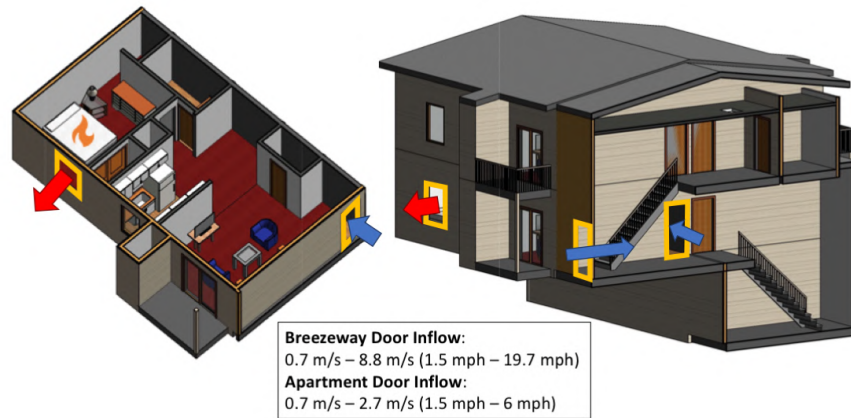 Breezeway Door Inflow:
0.7 m/s – 8.8 m/s (1.5 mph – 19.7 mph)
Apartment Door Inflow:
0.7 m/s – 2.7 m/s (1.5 mph – 6 mph)